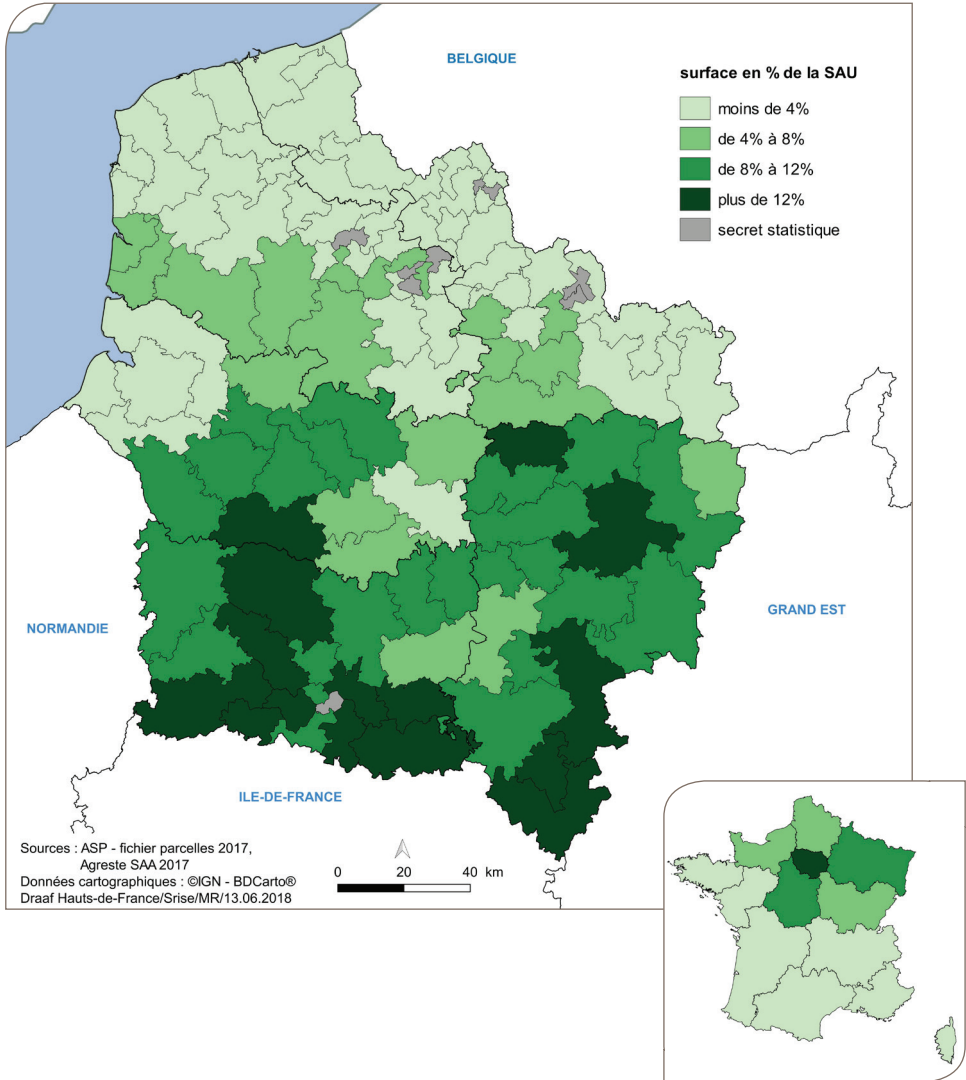 BELGIQUE
surface en % de la SAU
moins de 4%
de 4% à 8%
de 8% à 12%
plus de 12%
secret statistique
NORMANDIE
GRAND EST
ILE-DE-FRANCE
Sources : ASP - fichier parcelles 2017,
Agreste SAA 2017
Données cartographiques : ©IGN - BDCarto®
Draaf Hauts-de-France/Srise/MR/13.06.2018
0 20 40 km